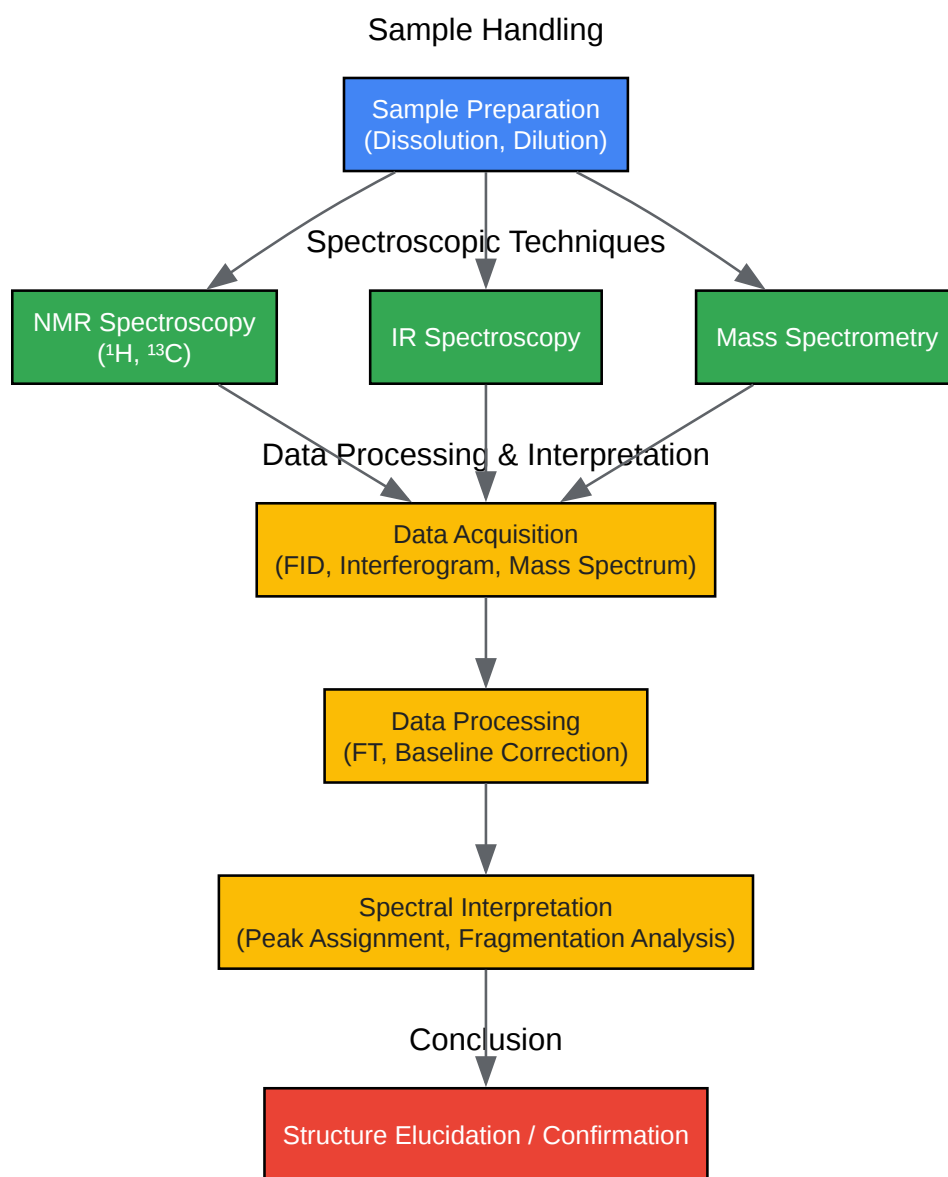 Sample Handling
Sample Preparation
(Dissolution, Dilution)
Spectroscopic Techniques
NMR Spectroscopy
(¹H, ¹³C)
IR Spectroscopy
Mass Spectrometry
Data Processing & Interpretation
Data Acquisition
(FID, Interferogram, Mass Spectrum)
Data Processing
(FT, Baseline Correction)
Spectral Interpretation
(Peak Assignment, Fragmentation Analysis)
Conclusion
Structure Elucidation / Confirmation